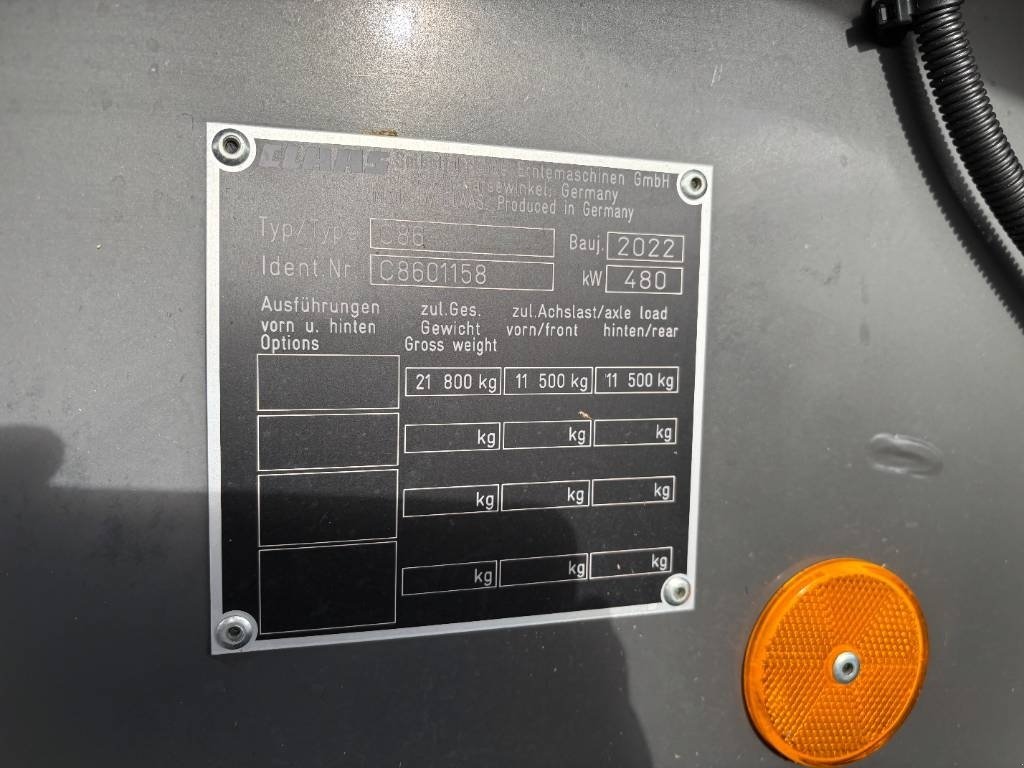 CLAAS Erntemaschinen GmbH
Germany
Produced in Germany
Typ/Type C86 Bauj. 2022
Ident Nr. C8601158 kW 480
Ausführungen zul.Ges. zul.Achslast/axle load
vorn u. hinten Gewicht vorn/front hinten/rear
Options Gross weight
21 800 kg 11 500 kg 11 500 kg
kg kg kg
kg kg kg
kg kg kg